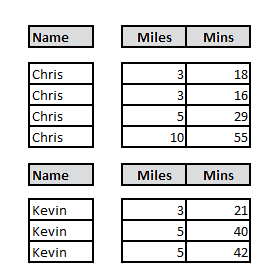 Name Miles Mins
Chris 3 18
Chris 3 16
Chris 5 29
Chris 10 55
Name Miles Mins
Kevin 3 21
Kevin 5 40
Kevin 5 42